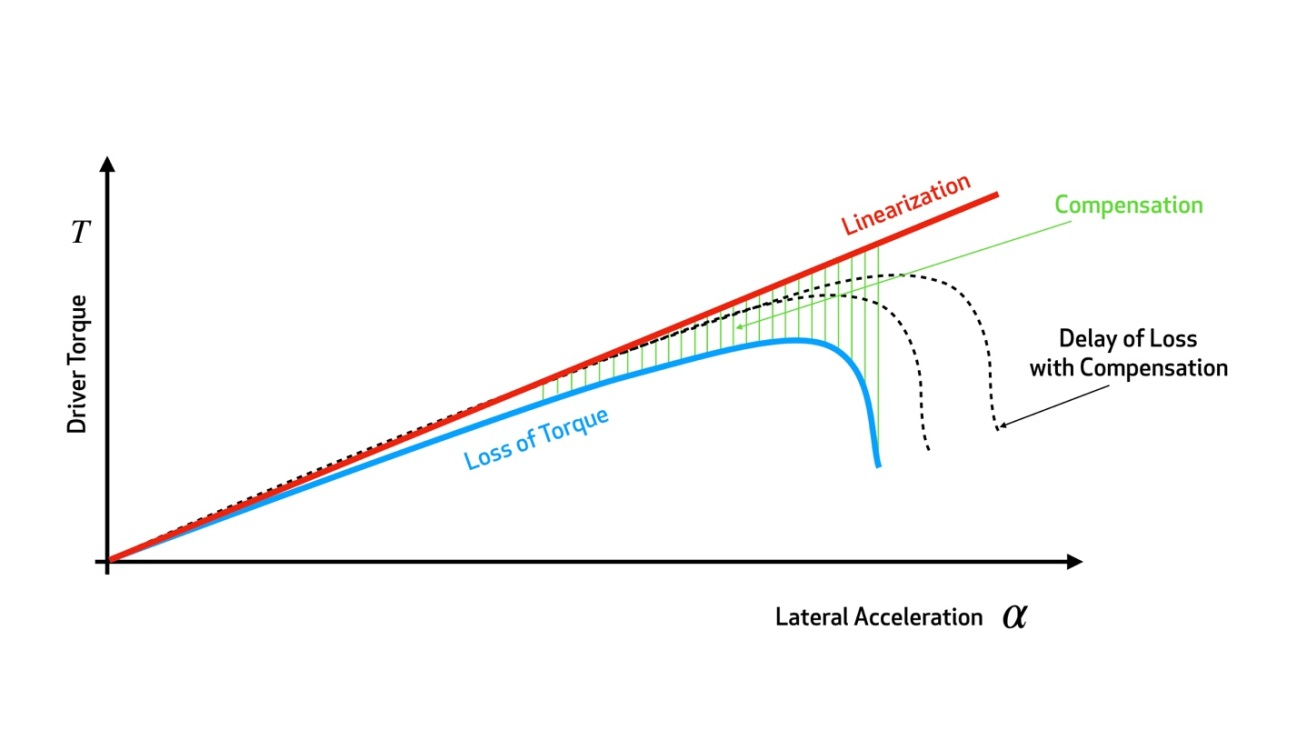 Linearization
Compensation
T
Driver Torque
Delay of Loss
with Compensation
Loss of Torque
Lateral Acceleration α